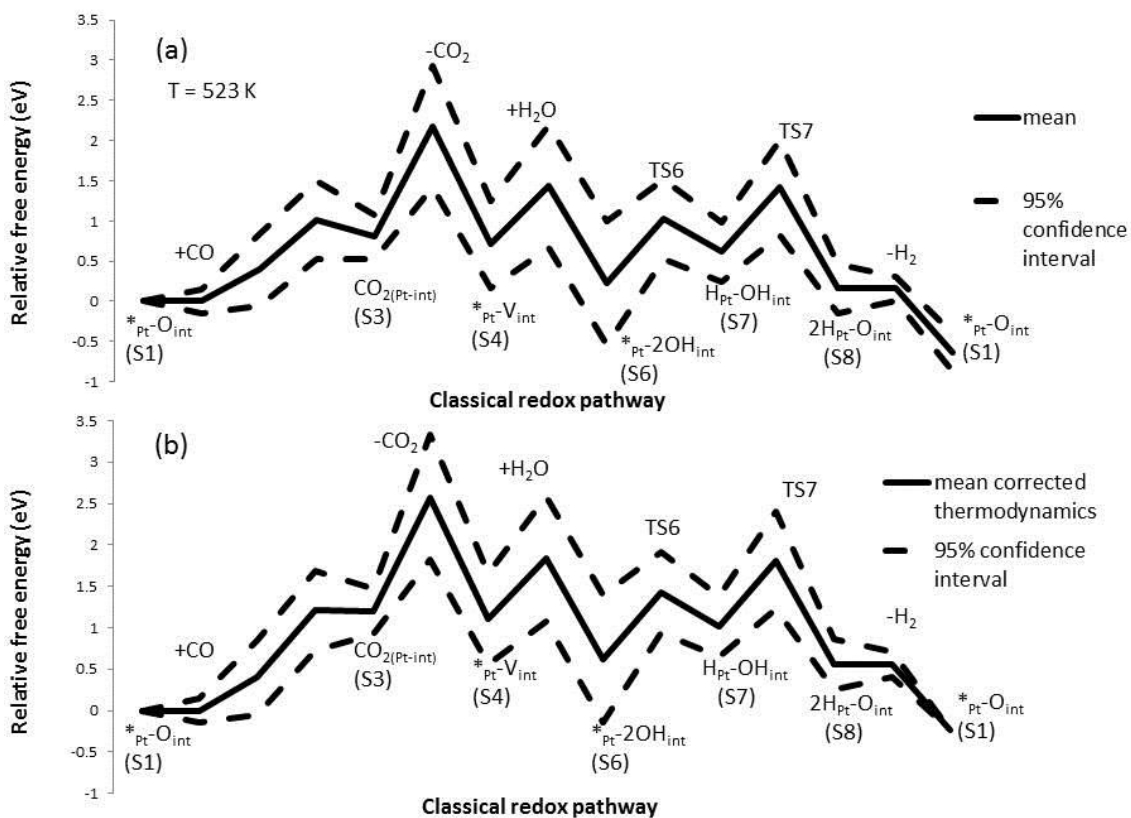 (a)
T = 523 K
Relative free energy (eV)
3.5
3
2.5
2
1.5
1
0.5
0
-0.5
-1
+CO
-CO₂
+H₂O
TS6
TS7
-H₂
*Pt-Oint
(S1)
CO₂(Pt-int)
(S3)
*Pt-Vint
(S4)
*Pt-2OHint
(S6)
HPt-OHint
(S7)
2HPt-Oint
(S8)
*Pt-Oint
(S1)
mean
95%
confidence
interval
Classical redox pathway
(b)
Relative free energy (eV)
3.5
3
2.5
2
1.5
1
0.5
0
-0.5
-1
+CO
-CO₂
+H₂O
TS6
TS7
-H₂
*Pt-Oint
(S1)
CO₂(Pt-int)
(S3)
*Pt-Vint
(S4)
*Pt-2OHint
(S6)
HPt-OHint
(S7)
2HPt-Oint
(S8)
*Pt-Oint
(S1)
mean corrected
thermodynamics
95% confidence
interval
Classical redox pathway